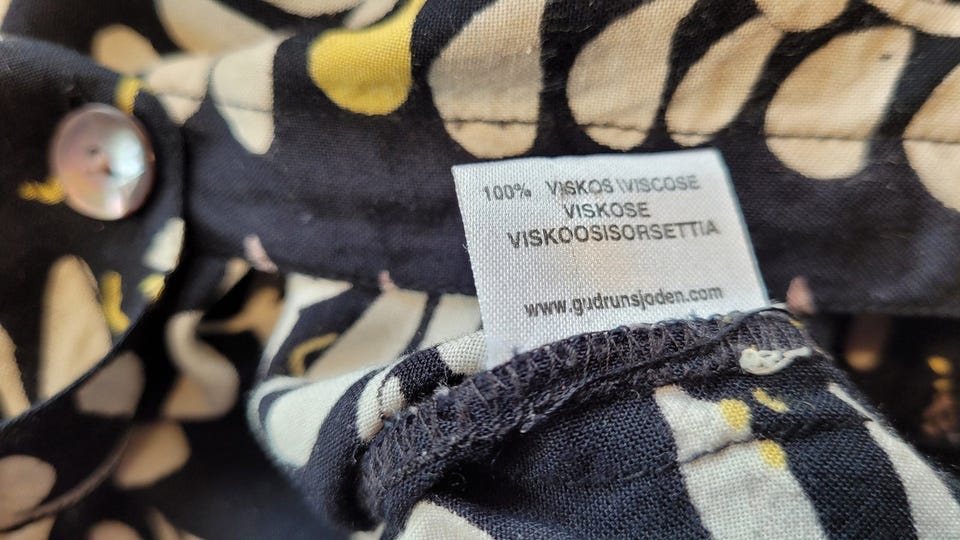 100% VISKOS\VISCOSE
VISKOSE
VISKOOSISORSETTIA
www.gudrunsjoden.com